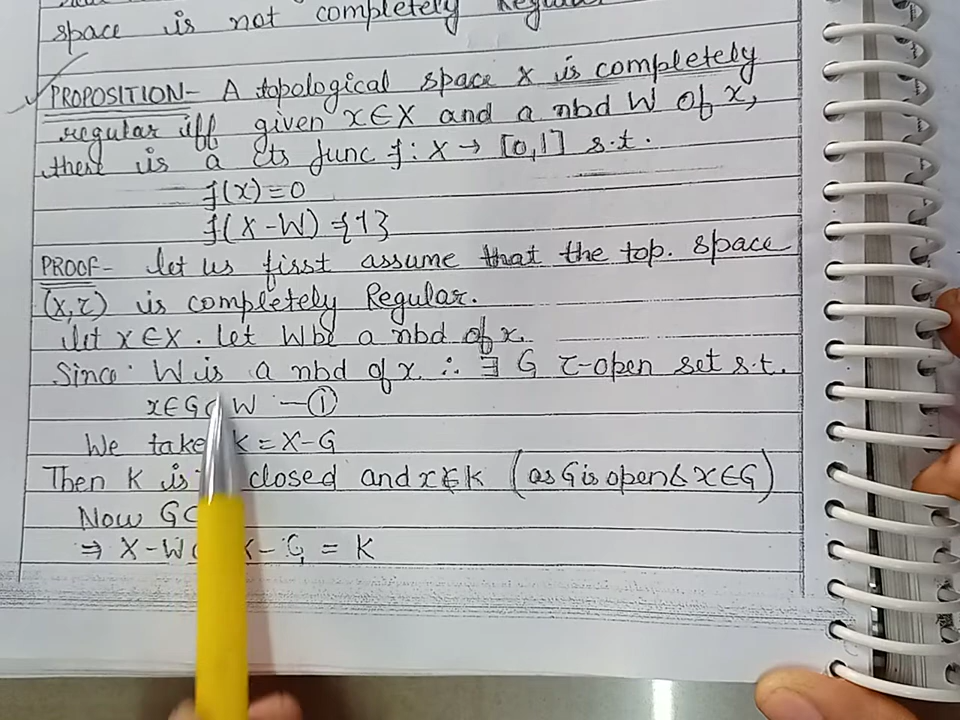 space is not completely Regular
PROPOSITION- A topological space X is completely
regular iff given x∈X and a nbd W of x,
there is a cts func f: X → [0,1] s.t.
f(x)=0
f(X-W)={1}
PROOF- let us first assume that the top. space
(X,τ) is completely Regular.
let x∈X. let W be a nbd of x.
Since W is a nbd of x ∴ ∃ G τ-open set s.t.
x∈G⊂W —①
We take K = X-G
Then K is closed and x∉K (as G is open & x∈G)
Now G⊂
⇒ X-W⊂ X-G = K